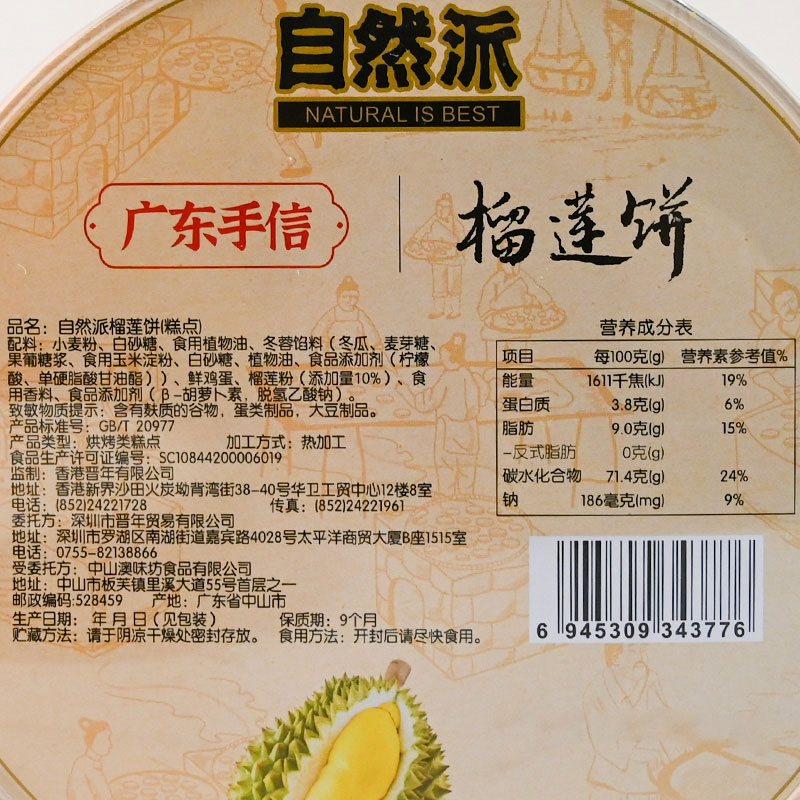 自然派
NATURAL IS BEST
广东手信
榴莲饼
品名：自然派榴莲饼(糕点)
配料：小麦粉、白砂糖、食用植物油、冬蓉馅料（冬瓜、麦芽糖、
果葡糖浆、食用玉米淀粉、白砂糖、植物油、食品添加剂（柠檬
酸、单硬脂酸甘油酯））、鲜鸡蛋、榴莲粉（添加量10%）、食
用香料、食品添加剂（β-胡萝卜素，脱氢乙酸钠）。
致敏物质提示：含有麸质的谷物，蛋类制品，大豆制品。
产品标准号：GB/T 20977
产品类型：烘烤类糕点 加工方式：热加工
食品生产许可证编号：SC10844200006019
监制：香港晋年有限公司
地址：香港新界沙田火炭坳背湾街38-40号华卫工贸中心12楼8室
电话：(852)24221728 传真：(852)24221961
委托方：深圳市晋年贸易有限公司
地址：深圳市罗湖区南湖街道嘉宾路4028号太平洋商贸大厦B座1515室
电话：0755-82138866
受委托方：中山澳味坊食品有限公司
地址：中山市板芙镇里溪大道55号首层之一
邮政编码:528459 产地：广东省中山市
生产日期：年 月 日（见包装） 保质期：9个月
贮藏方法：请于阴凉干燥处密封存放。 食用方法：开封后请尽快食用。
营养成分表
项目 每100克(g) 营养素参考值%
能量 1611千焦(kJ) 19%
蛋白质 3.8克(g) 6%
脂肪 9.0克(g) 15%
-反式脂肪 0克(g)
碳水化合物 71.4克(g) 24%
钠 186毫克(mg) 9%
6 945309 343776